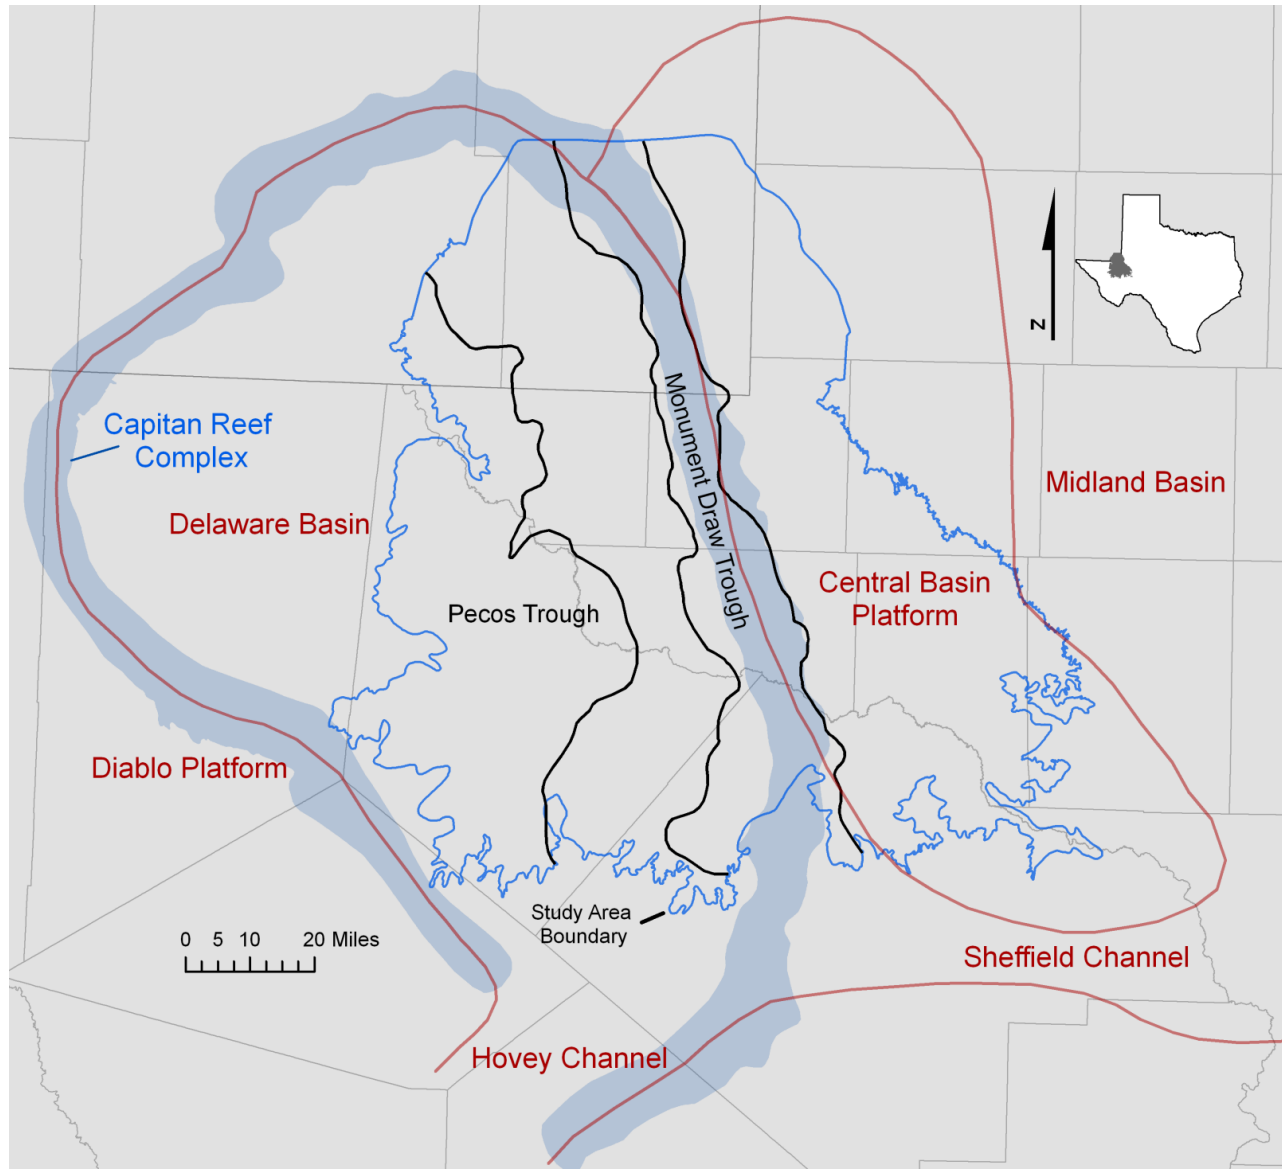 N
Capitan Reef
Complex
Delaware Basin
Monument Draw Trough
Midland Basin
Central Basin
Platform
Pecos Trough
Diablo Platform
Study Area
Boundary
0 5 10 20 Miles
Sheffield Channel
Hovey Channel